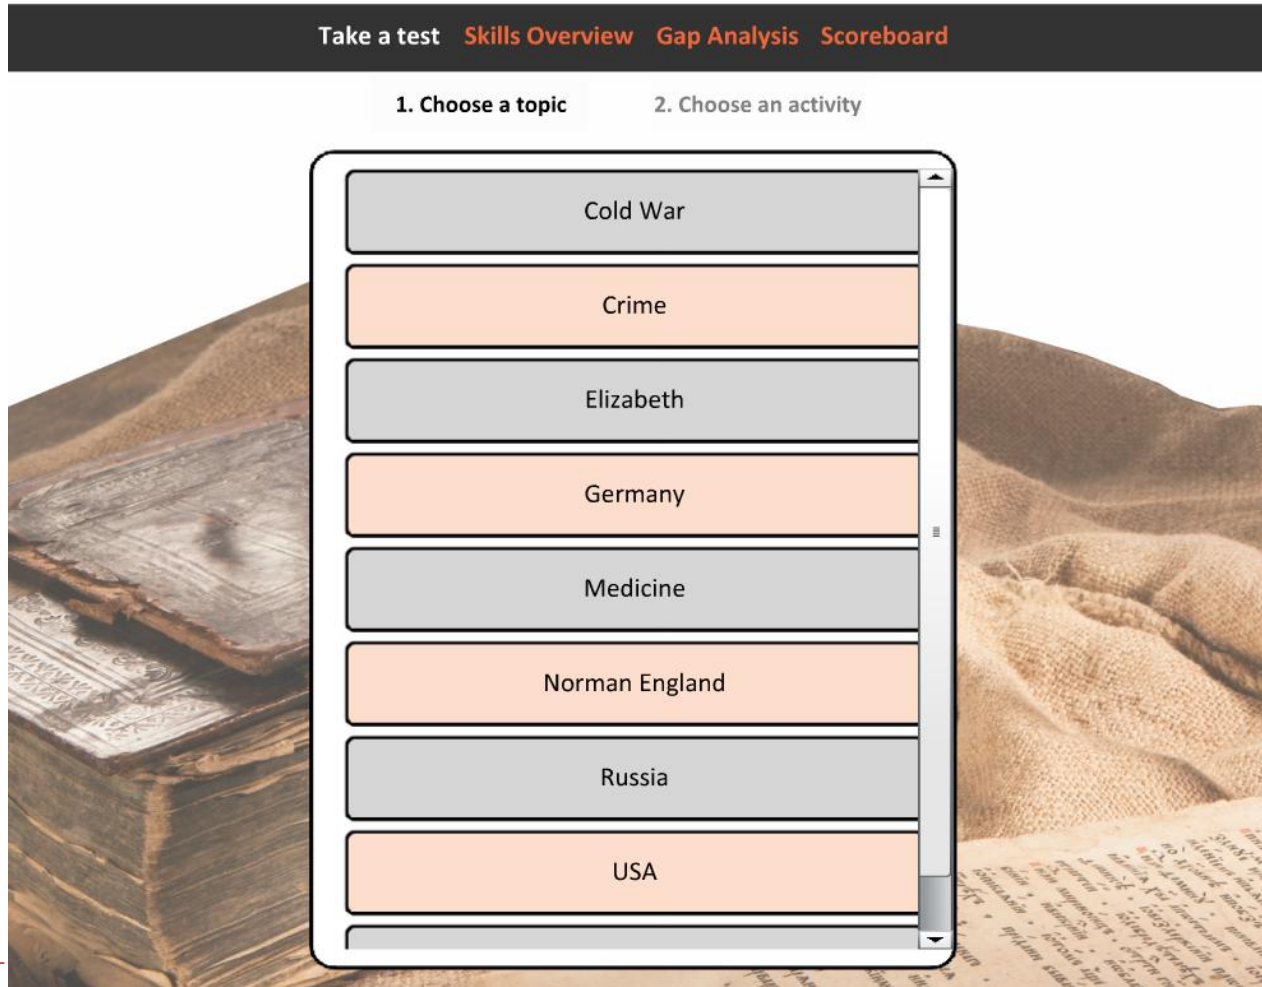 Take a test Skills Overview Gap Analysis Scoreboard
1. Choose a topic 2. Choose an activity
Cold War
Crime
Elizabeth
Germany
Medicine
Norman England
Russia
USA